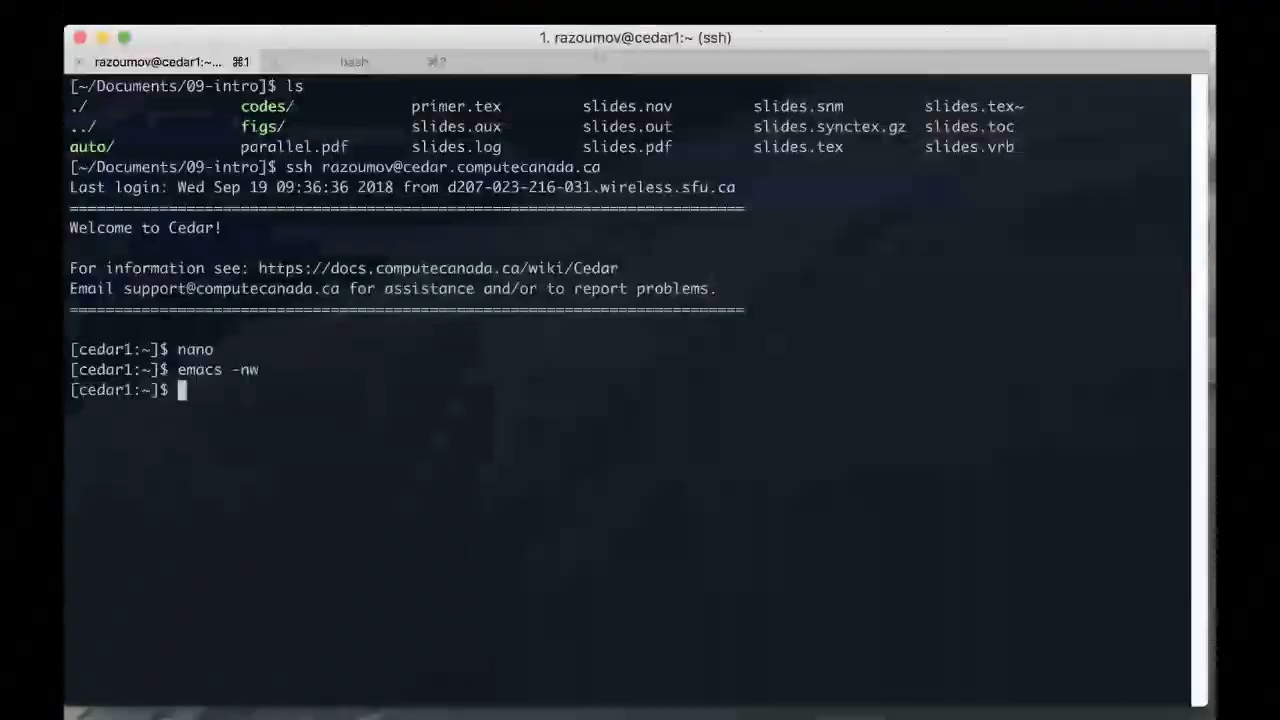 1. razoumov@cedar1:~ (ssh)
razoumov@cedar1:~... ⌘1 bash ⌘2
[~/Documents/09-intro]$ ls
./ codes/ primer.tex slides.nav slides.snm slides.tex~
../ figs/ slides.aux slides.out slides.synctex.gz slides.toc
auto/ parallel.pdf slides.log slides.pdf slides.tex slides.vrb
[~/Documents/09-intro]$ ssh razoumov@cedar.computecanada.ca
Last login: Wed Sep 19 09:36:36 2018 from d207-023-216-031.wireless.sfu.ca
===========================================================================
Welcome to Cedar!
For information see: https://docs.computecanada.ca/wiki/Cedar
Email support@computecanada.ca for assistance and/or to report problems.
===========================================================================
[cedar1:~]$ nano
[cedar1:~]$ emacs -nw
[cedar1:~]$